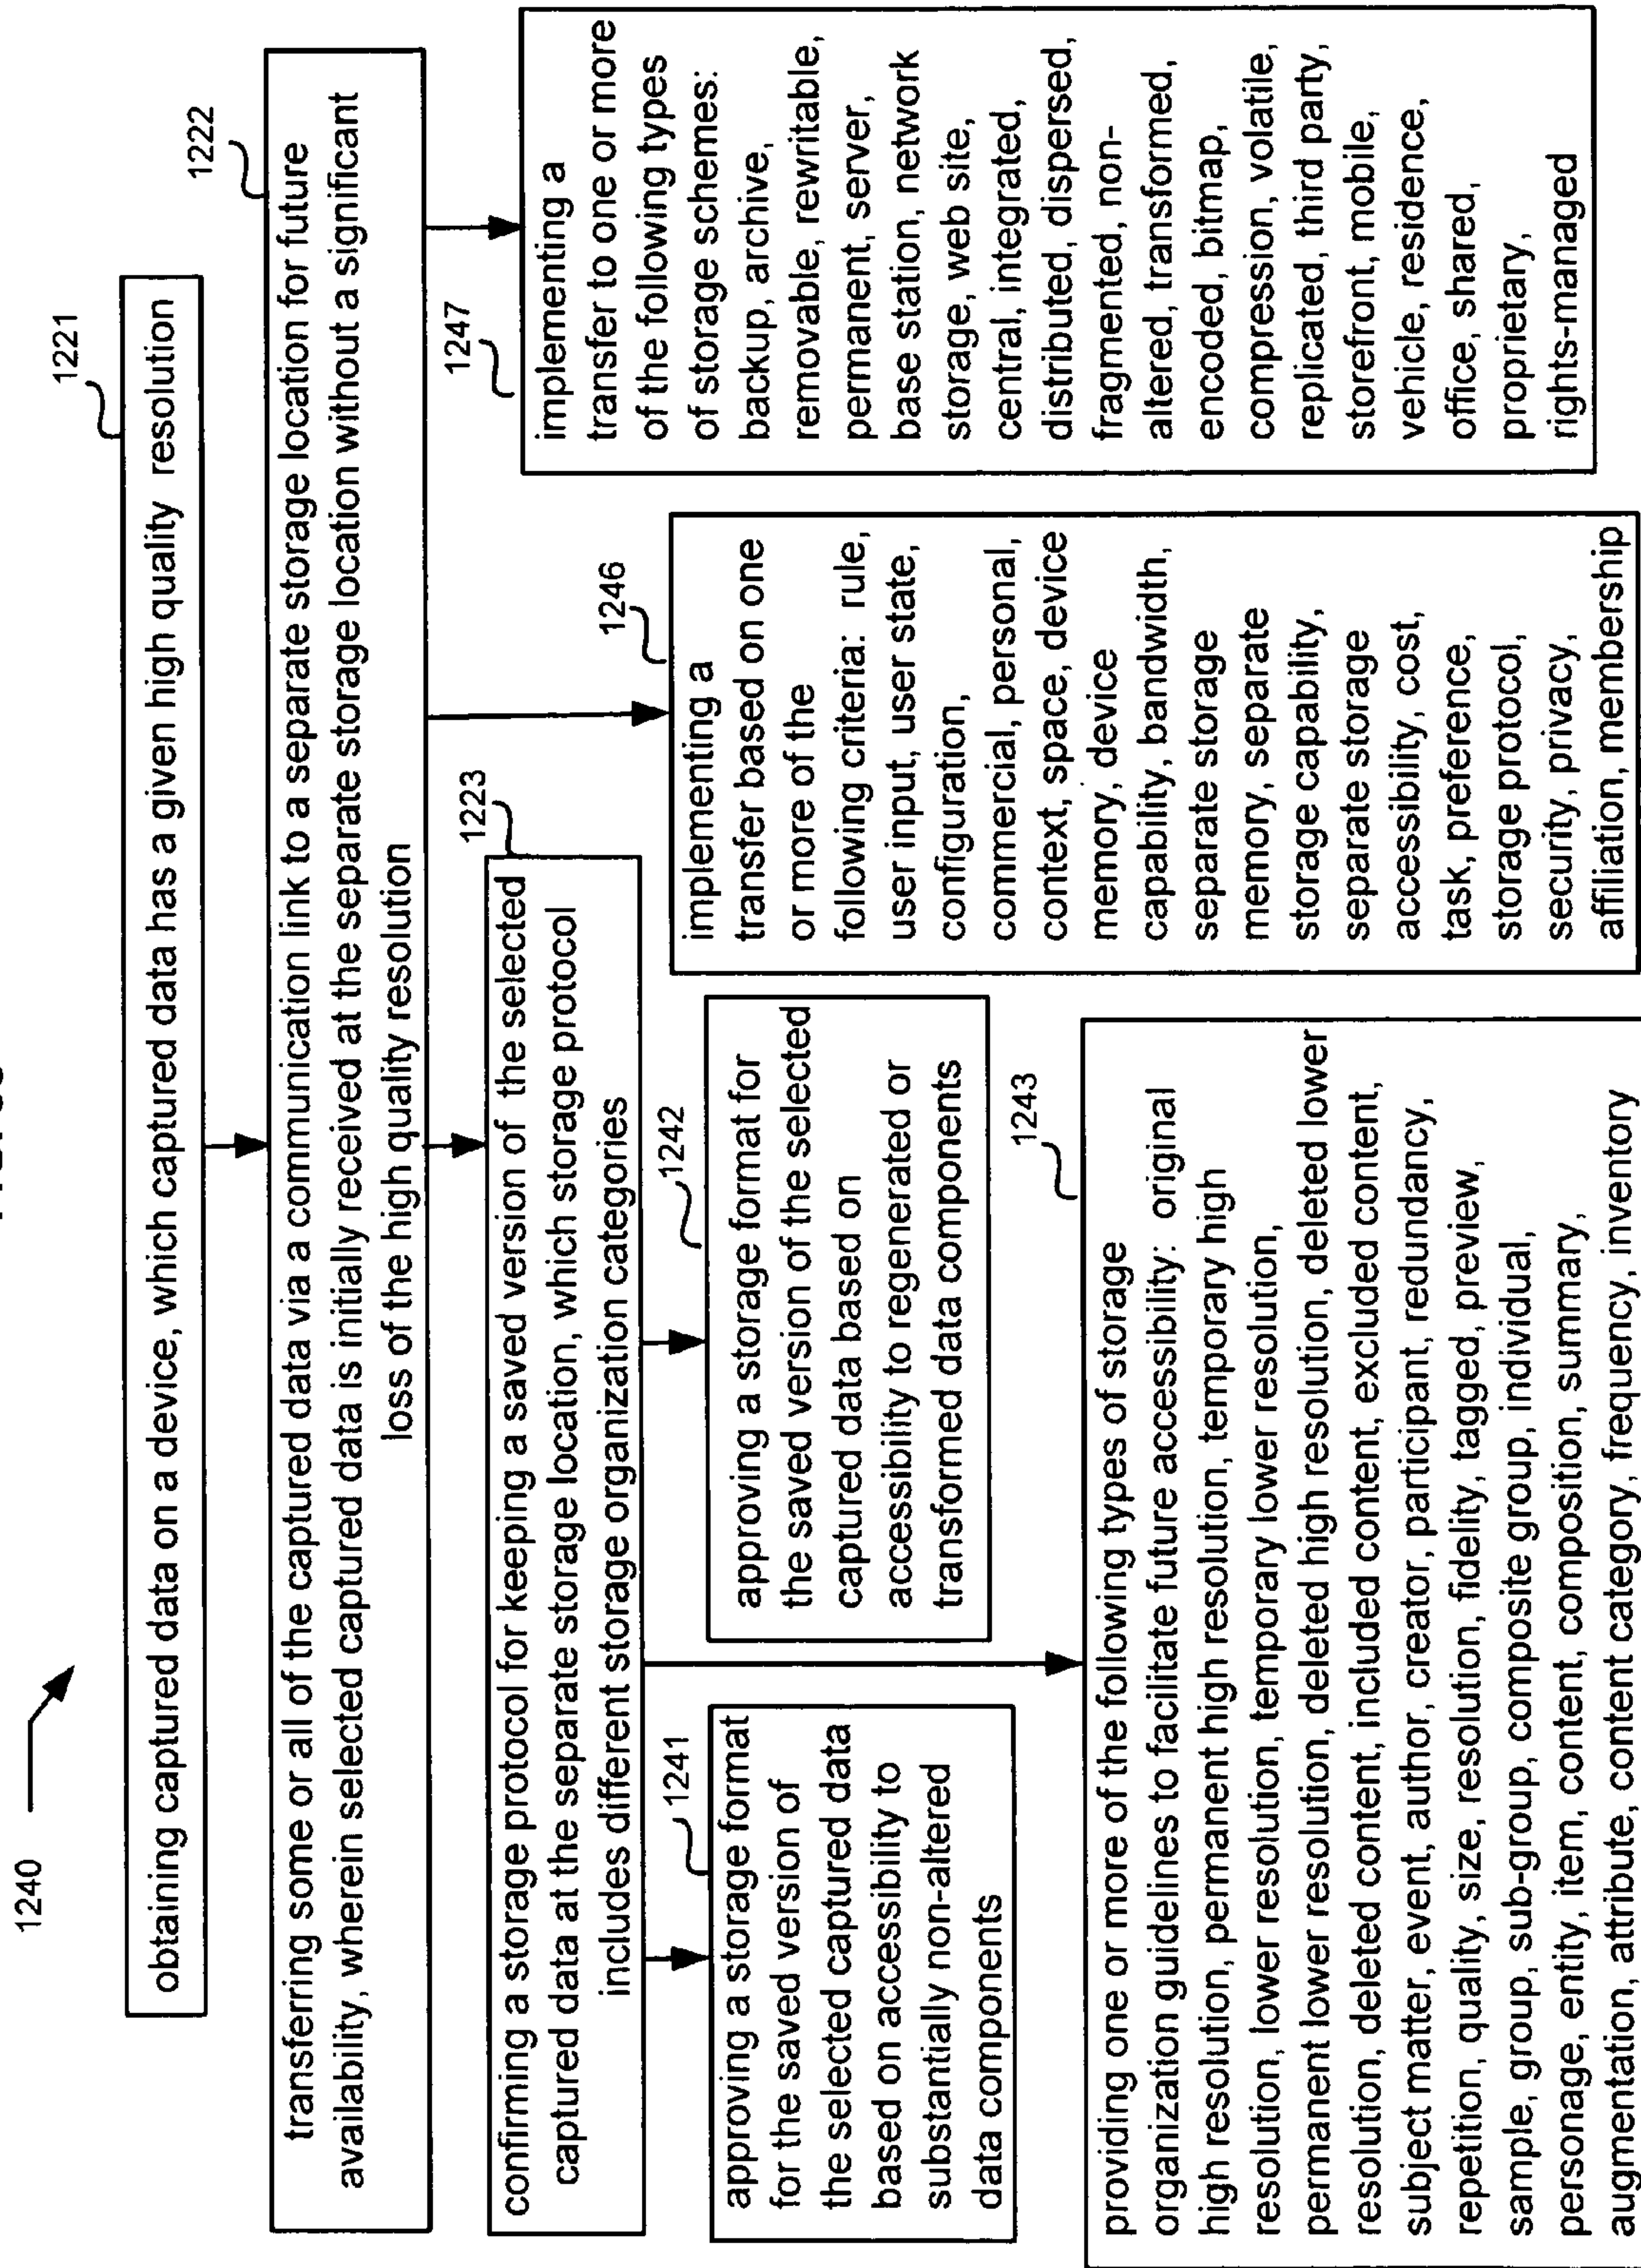 1240
1221
obtaining captured data on a device, which captured data has a given high quality resolution
1222
transferring some or all of the captured data via a communication link to a separate storage location for future
availability, wherein selected captured data is initially received at the separate storage location without a significant
loss of the high quality resolution
1223
confirming a storage protocol for keeping a saved version of the selected
captured data at the separate storage location, which storage protocol
includes different storage organization categories
1241
approving a storage format
for the saved version of
the selected captured data
based on accessibility to
substantially non-altered
data components
1242
approving a storage format for
the saved version of the selected
captured data based on
accessibility to regenerated or
transformed data components
1243
providing one or more of the following types of storage
organization guidelines to facilitate future accessibility: original
high resolution, permanent high resolution, temporary high
resolution, lower resolution, temporary lower resolution,
permanent lower resolution, deleted high resolution, deleted lower
resolution, deleted content, included content, excluded content,
subject matter, event, author, creator, participant, redundancy,
repetition, quality, size, resolution, fidelity, tagged, preview,
sample, group, sub-group, composite group, individual,
personage, entity, item, content, composition, summary,
augmentation, attribute, content category, frequency, inventory
1246
implementing a
transfer based on one
or more of the
following criteria: rule,
user input, user state,
configuration,
commercial, personal,
context, space, device
memory, device
capability, bandwidth,
separate storage
memory, separate
storage capability,
separate storage
accessibility, cost,
task, preference,
storage protocol,
security, privacy,
affiliation, membership
1247
implementing a
transfer to one or more
of the following types
of storage schemes:
backup, archive,
removable, rewritable,
permanent, server,
base station, network
storage, web site,
central, integrated,
distributed, dispersed,
fragmented, non-
altered, transformed,
encoded, bitmap,
compression, volatile,
replicated, third party,
storefront, mobile,
vehicle, residence,
office, shared,
proprietary,
rights-managed